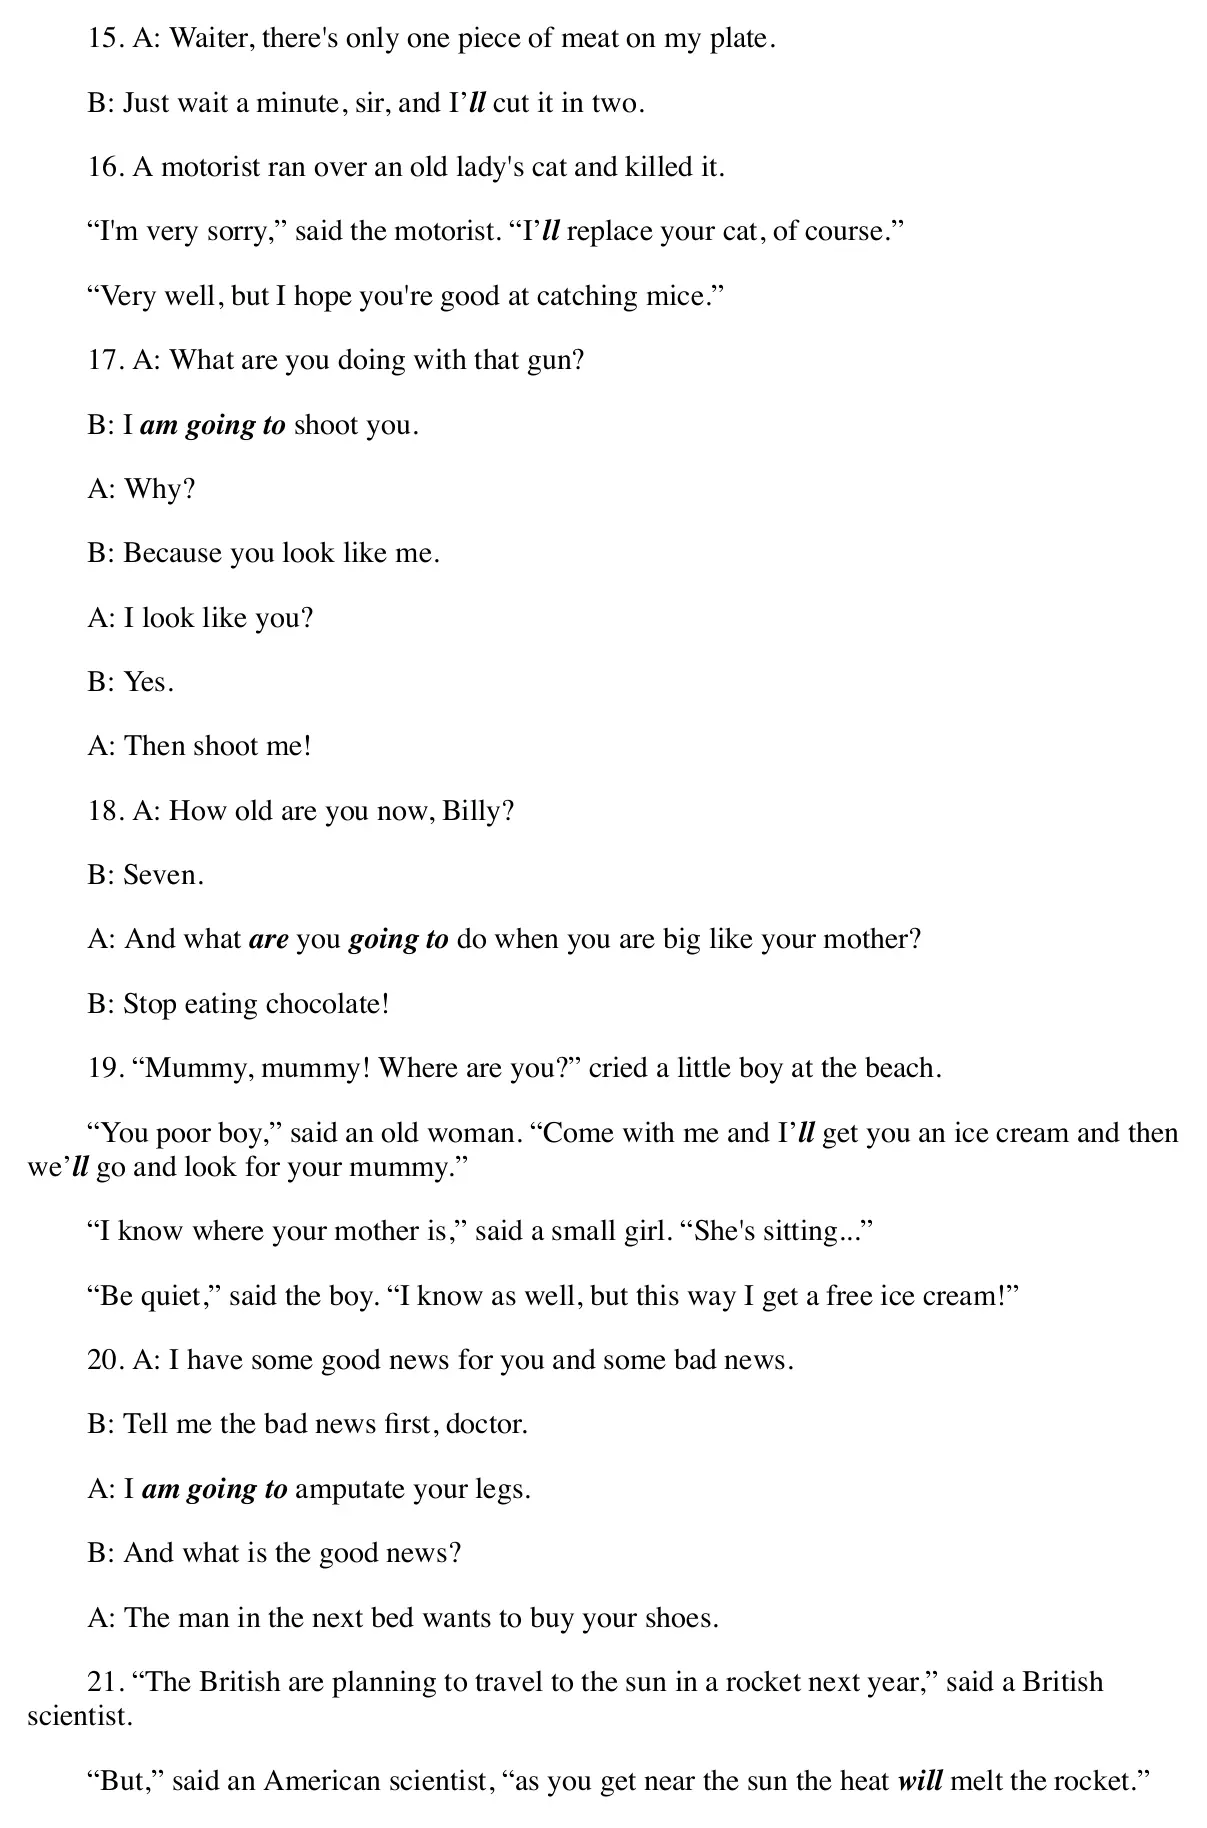 15. A: Waiter, there's only one piece of meat on my plate.
B: Just wait a minute, sir, and I’ll cut it in two.
16. A motorist ran over an old lady's cat and killed it.
“I'm very sorry,” said the motorist. “I’ll replace your cat, of course.”
“Very well, but I hope you're good at catching mice.”
17. A: What are you doing with that gun?
B: I am going to shoot you.
A: Why?
B: Because you look like me.
A: I look like you?
B: Yes.
A: Then shoot me!
18. A: How old are you now, Billy?
B: Seven.
A: And what are you going to do when you are big like your mother?
B: Stop eating chocolate!
19. “Mummy, mummy! Where are you?” cried a little boy at the beach.
“You poor boy,” said an old woman. “Come with me and I’ll get you an ice cream and then
we’ll go and look for your mummy.”
“I know where your mother is,” said a small girl. “She's sitting...”
“Be quiet,” said the boy. “I know as well, but this way I get a free ice cream!”
20. A: I have some good news for you and some bad news.
B: Tell me the bad news first, doctor.
A: I am going to amputate your legs.
B: And what is the good news?
A: The man in the next bed wants to buy your shoes.
21. “The British are planning to travel to the sun in a rocket next year,” said a British
scientist.
“But,” said an American scientist, “as you get near the sun the heat will melt the rocket.”